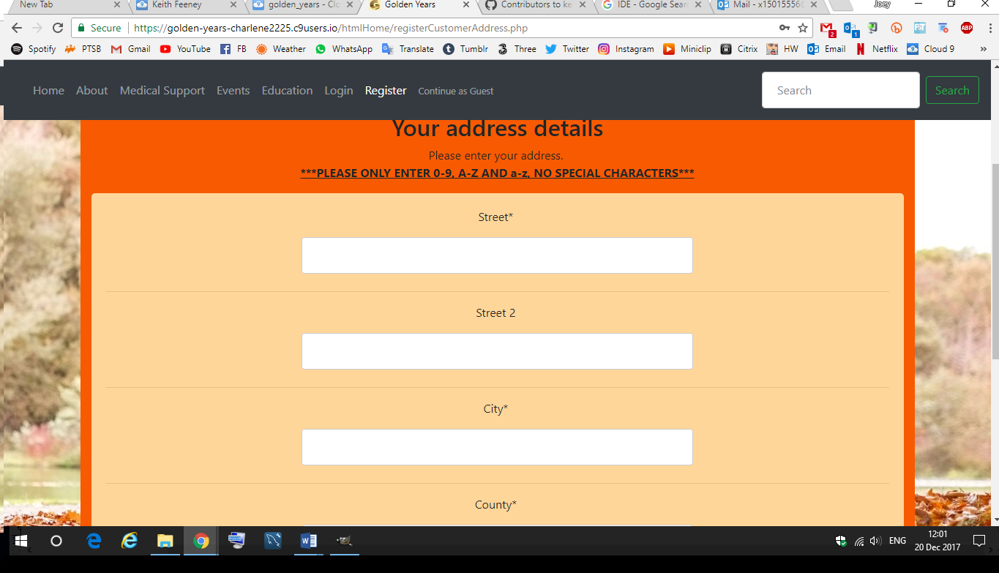 New Tab Keith Feeney golden_years - Clo Golden Years Contributors to ke IDE - Google Sear Mail - x15015556 Joey
Secure https://golden-years-charlene2225.c9users.io/htmlHome/registerCustomerAddress.php 2 1 ABP
Spotify PTSB Gmail YouTube FB Weather WhatsApp Translate Tumblr Three Twitter Instagram Miniclip Citrix HW Email Netflix Cloud 9 »
Home About Medical Support Events Education Login Register Continue as Guest Search Search
Your address details
Please enter your address.
***PLEASE ONLY ENTER 0-9, A-Z AND a-z, NO SPECIAL CHARACTERS***
Street*
Street 2
City*
County*
ENG
12:01
20 Dec 2017